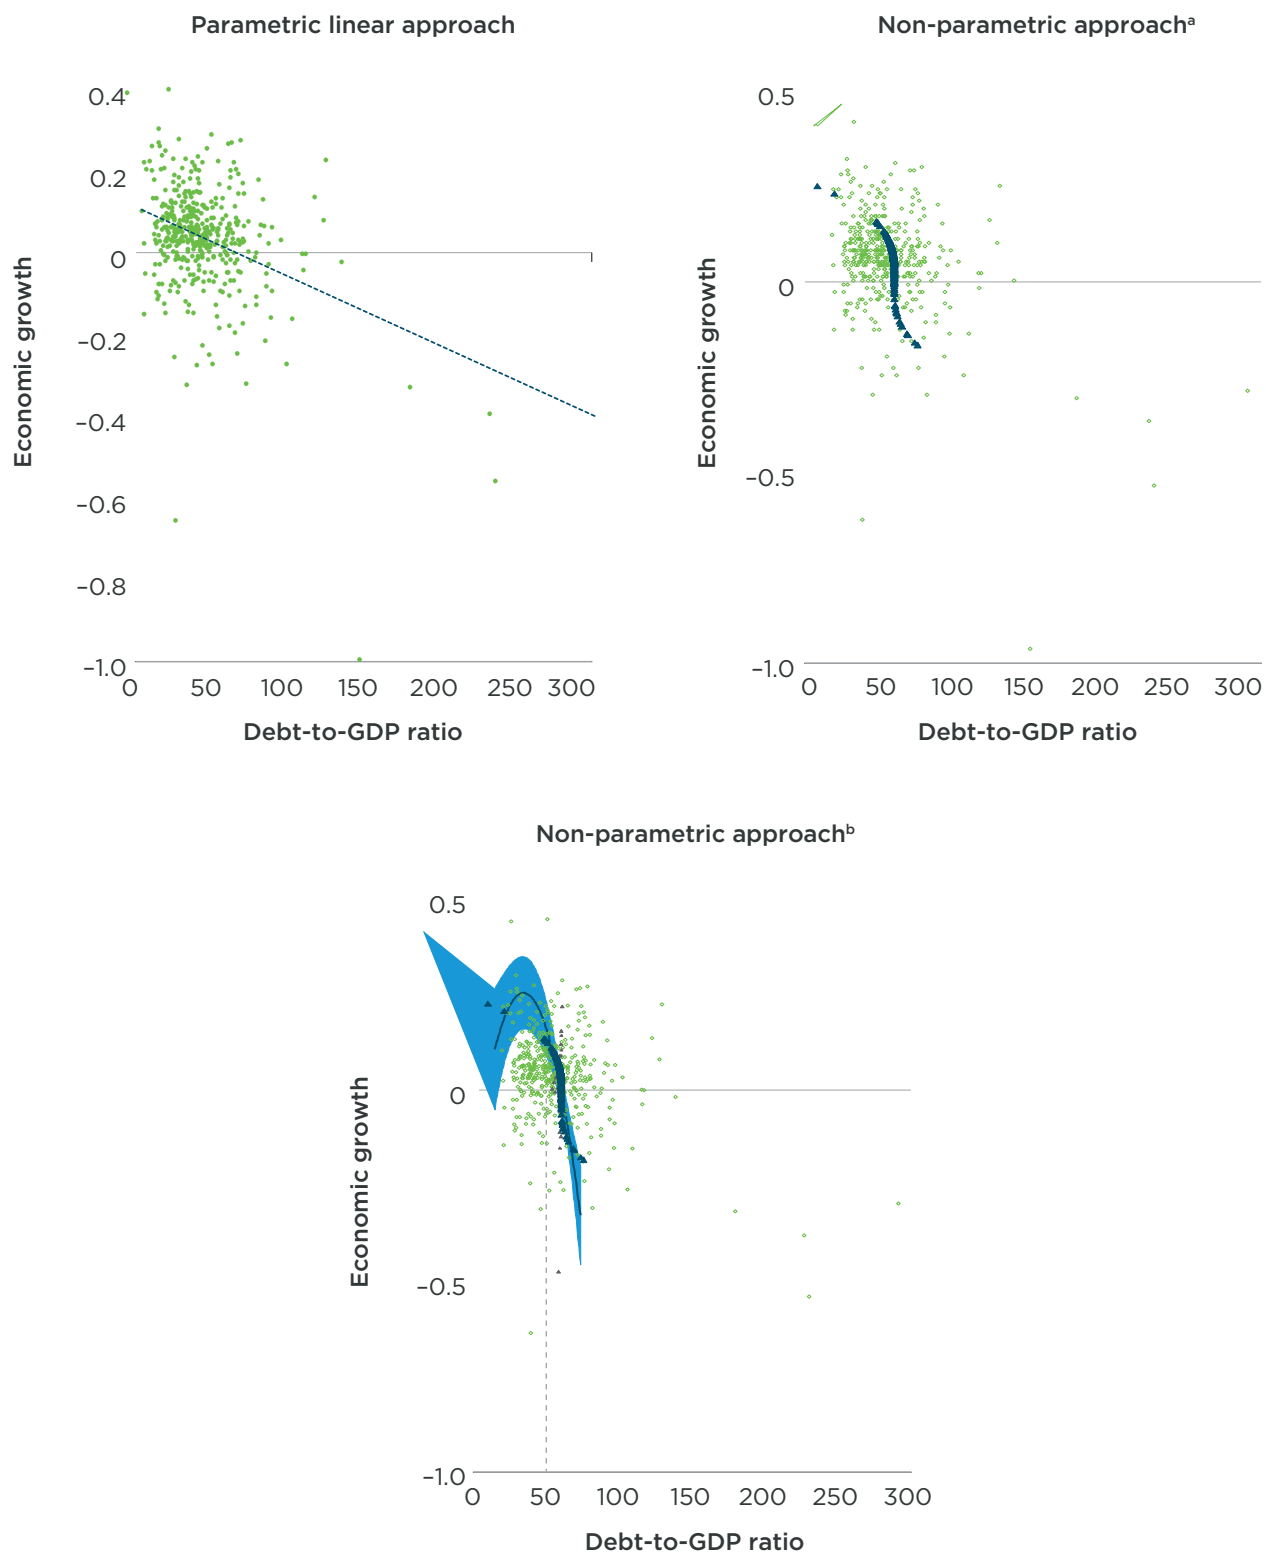 Parametric linear approach
Economic growth
0.4
0.2
0
–0.2
–0.4
–0.6
–0.8
–1.0
0 50 100 150 200 250 300
Debt-to-GDP ratio
Non-parametric approachᵃ
Economic growth
0.5
0
–0.5
–1.0
0 50 100 150 200 250 300
Debt-to-GDP ratio
Non-parametric approachᵇ
Economic growth
0.5
0
–0.5
–1.0
0 50 100 150 200 250 300
Debt-to-GDP ratio